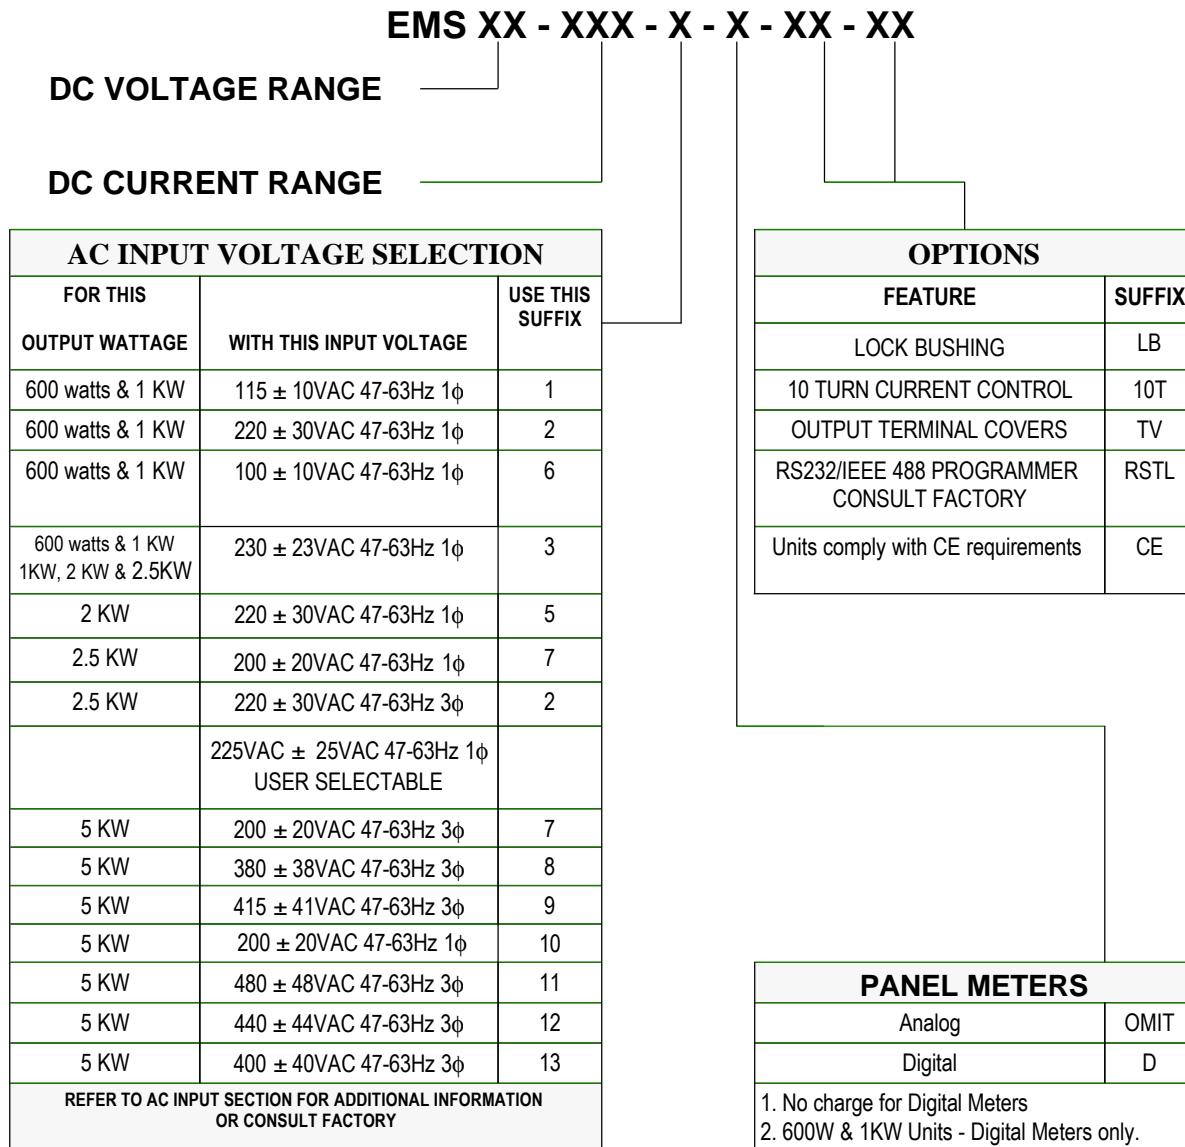 EMS XX - XXX - X - X - XX - XX
DC VOLTAGE RANGE
DC CURRENT RANGE
AC INPUT VOLTAGE SELECTION
FOR THIS
OUTPUT WATTAGE
WITH THIS INPUT VOLTAGE
USE THIS
SUFFIX
600 watts & 1 KW 115 ± 10VAC 47-63Hz 1ϕ 1
600 watts & 1 KW 220 ± 30VAC 47-63Hz 1ϕ 2
600 watts & 1 KW 100 ± 10VAC 47-63Hz 1ϕ 6
600 watts & 1 KW
1KW, 2 KW & 2.5KW
230 ± 23VAC 47-63Hz 1ϕ 3
2 KW 220 ± 30VAC 47-63Hz 1ϕ 5
2.5 KW 200 ± 20VAC 47-63Hz 1ϕ 7
2.5 KW 220 ± 30VAC 47-63Hz 3ϕ 2
225VAC ± 25VAC 47-63Hz 1ϕ
USER SELECTABLE
5 KW 200 ± 20VAC 47-63Hz 3ϕ 7
5 KW 380 ± 38VAC 47-63Hz 3ϕ 8
5 KW 415 ± 41VAC 47-63Hz 3ϕ 9
5 KW 200 ± 20VAC 47-63Hz 1ϕ 10
5 KW 480 ± 48VAC 47-63Hz 3ϕ 11
5 KW 440 ± 44VAC 47-63Hz 3ϕ 12
5 KW 400 ± 40VAC 47-63Hz 3ϕ 13
REFER TO AC INPUT SECTION FOR ADDITIONAL INFORMATION
OR CONSULT FACTORY
OPTIONS
FEATURE SUFFIX
LOCK BUSHING LB
10 TURN CURRENT CONTROL 10T
OUTPUT TERMINAL COVERS TV
RS232/IEEE 488 PROGRAMMER RSTL
CONSULT FACTORY
Units comply with CE requirements CE
PANEL METERS
Analog OMIT
Digital D
1. No charge for Digital Meters
2. 600W & 1KW Units - Digital Meters only.